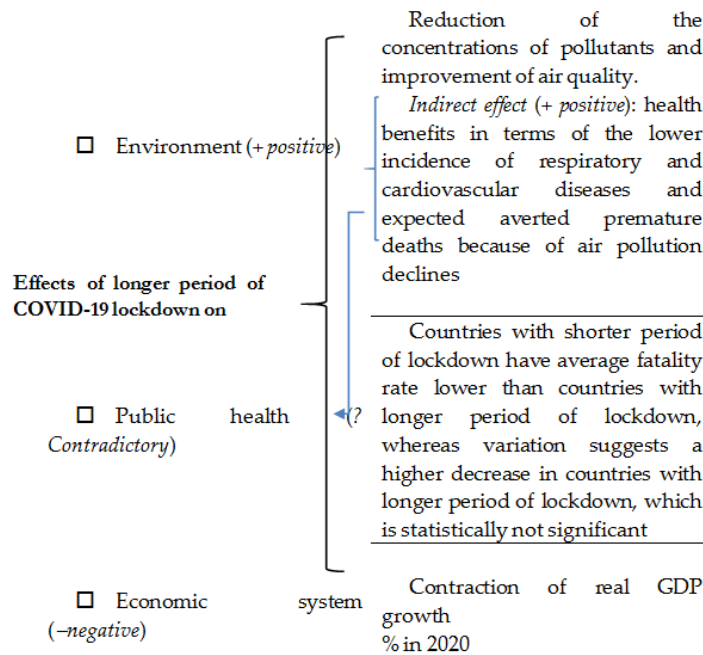 Effects of longer period of
COVID-19 lockdown on
□ Environment (+ positive)
Reduction of the
concentrations of pollutants and
improvement of air quality.
Indirect effect (+ positive): health
benefits in terms of the lower
incidence of respiratory and
cardiovascular diseases and
expected averted premature
deaths because of air pollution
declines
□ Public health (?
Contradictory)
Countries with shorter period
of lockdown have average fatality
rate lower than countries with
longer period of lockdown,
whereas variation suggests a
higher decrease in countries with
longer period of lockdown, which
is statistically not significant
□ Economic system
(−negative)
Contraction of real GDP
growth
% in 2020